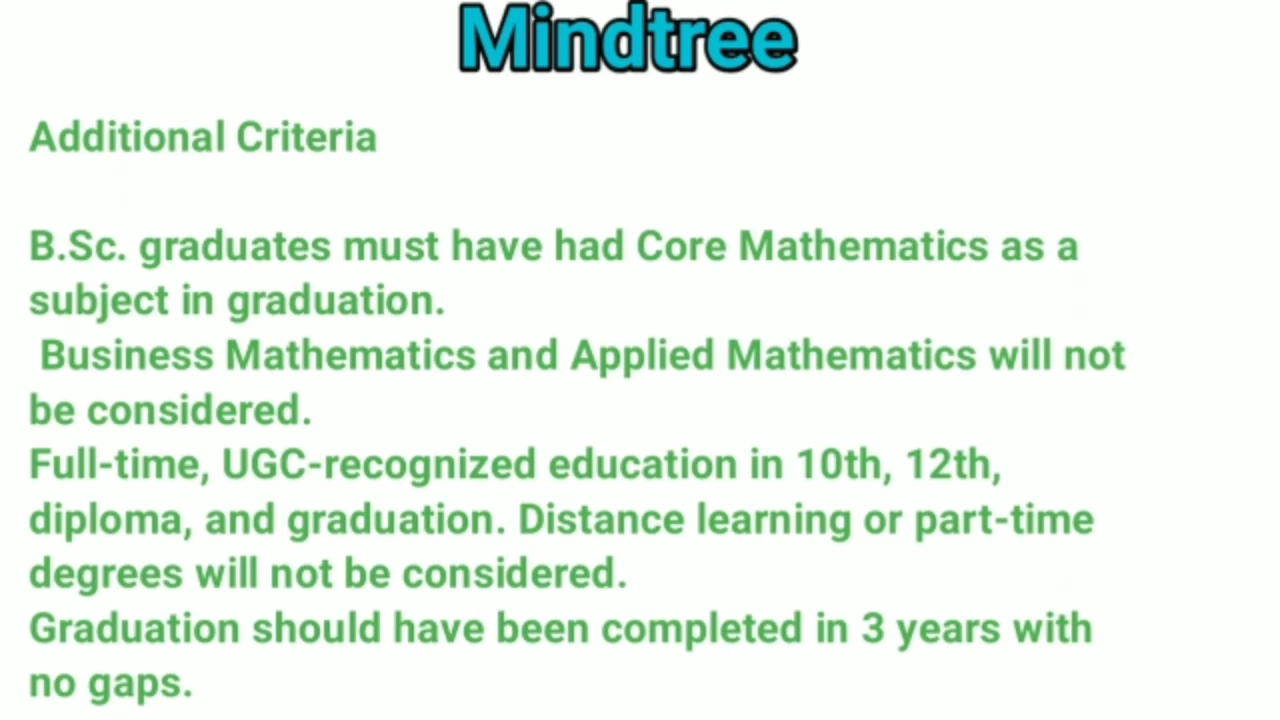 Mindtree
Additional Criteria
B.Sc. graduates must have had Core Mathematics as a
subject in graduation.
Business Mathematics and Applied Mathematics will not
be considered.
Full-time, UGC-recognized education in 10th, 12th,
diploma, and graduation. Distance learning or part-time
degrees will not be considered.
Graduation should have been completed in 3 years with
no gaps.